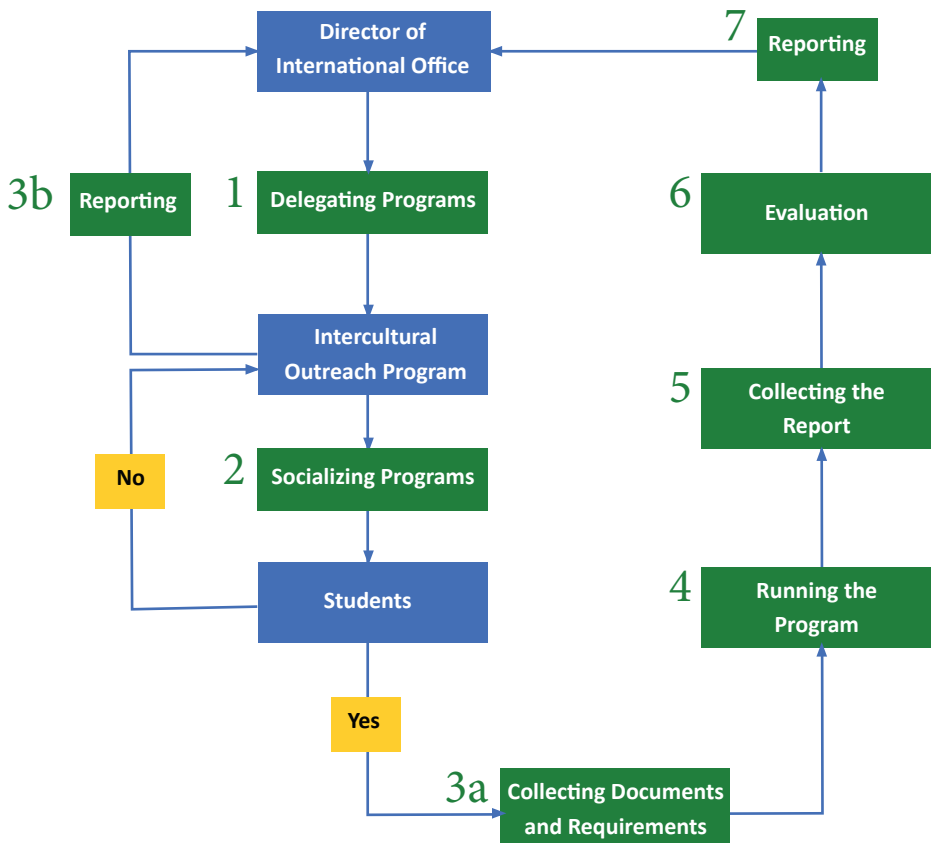 Director of
International Office
7
Reporting
3b
Reporting
1
Delegating Programs
6
Evaluation
Intercultural
Outreach Program
5
Collecting the
Report
No
2
Socializing Programs
Students
4
Running the
Program
Yes
3a
Collecting Documents
and Requirements